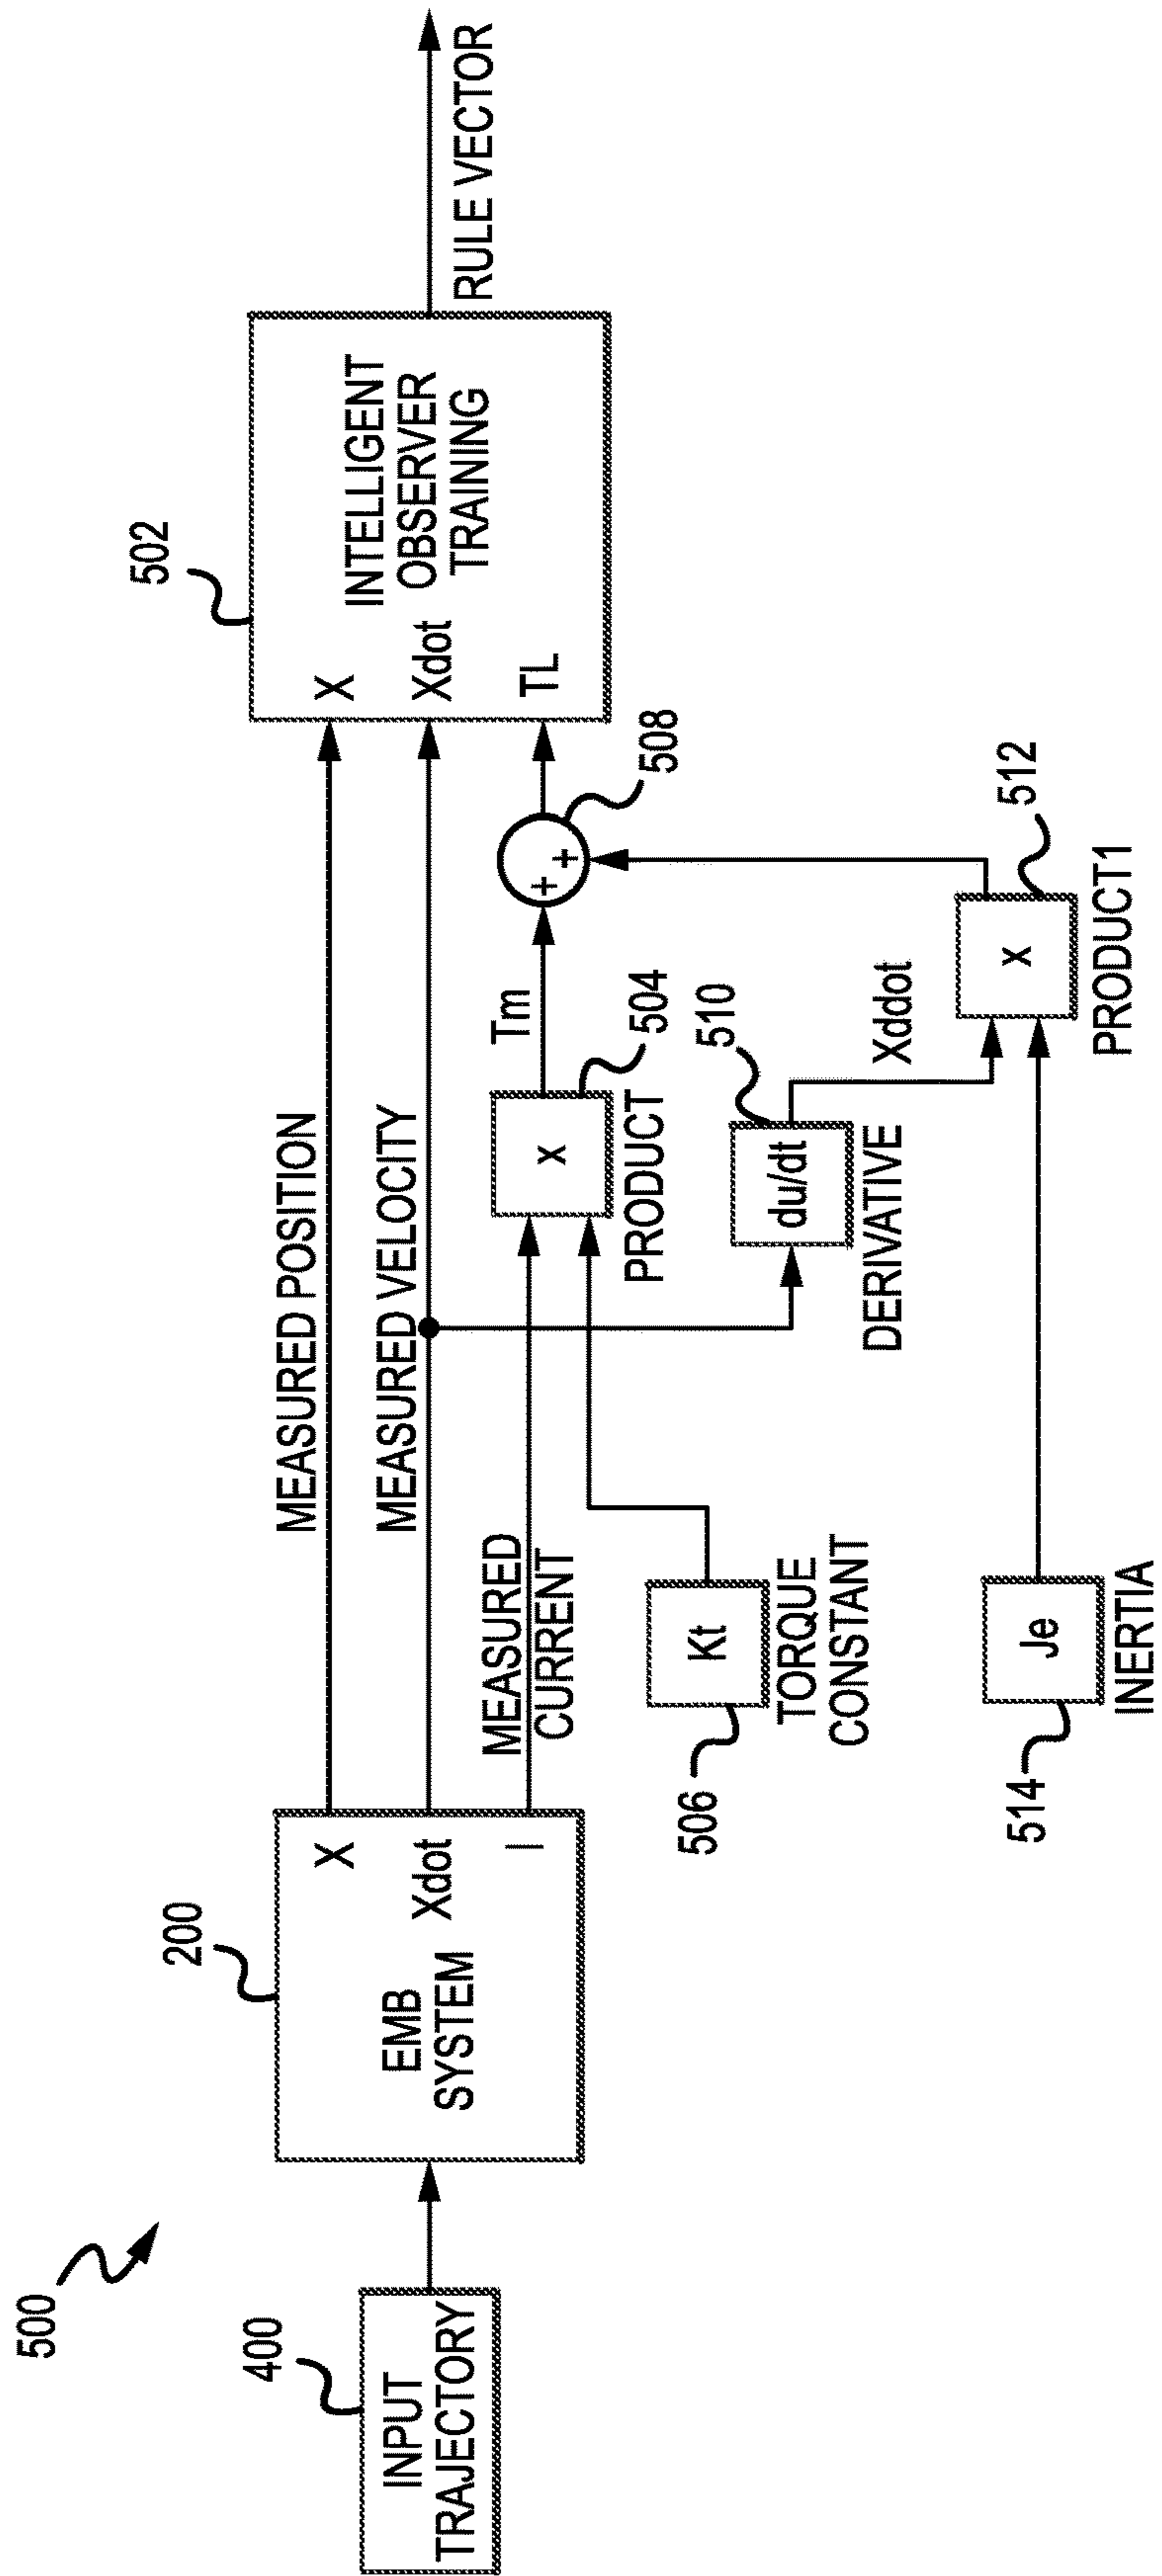 500
400
INPUT
TRAJECTORY
200
EMB
SYSTEM
X
Xdot
I
MEASURED POSITION
MEASURED VELOCITY
MEASURED
CURRENT
506
Kt
TORQUE
CONSTANT
514
Je
INERTIA
x
PRODUCT
504
Tm
510
du/dt
DERIVATIVE
Xddot
x
PRODUCT1
512
+
+
508
502
X
Xdot
TL
INTELLIGENT
OBSERVER
TRAINING
RULE VECTOR